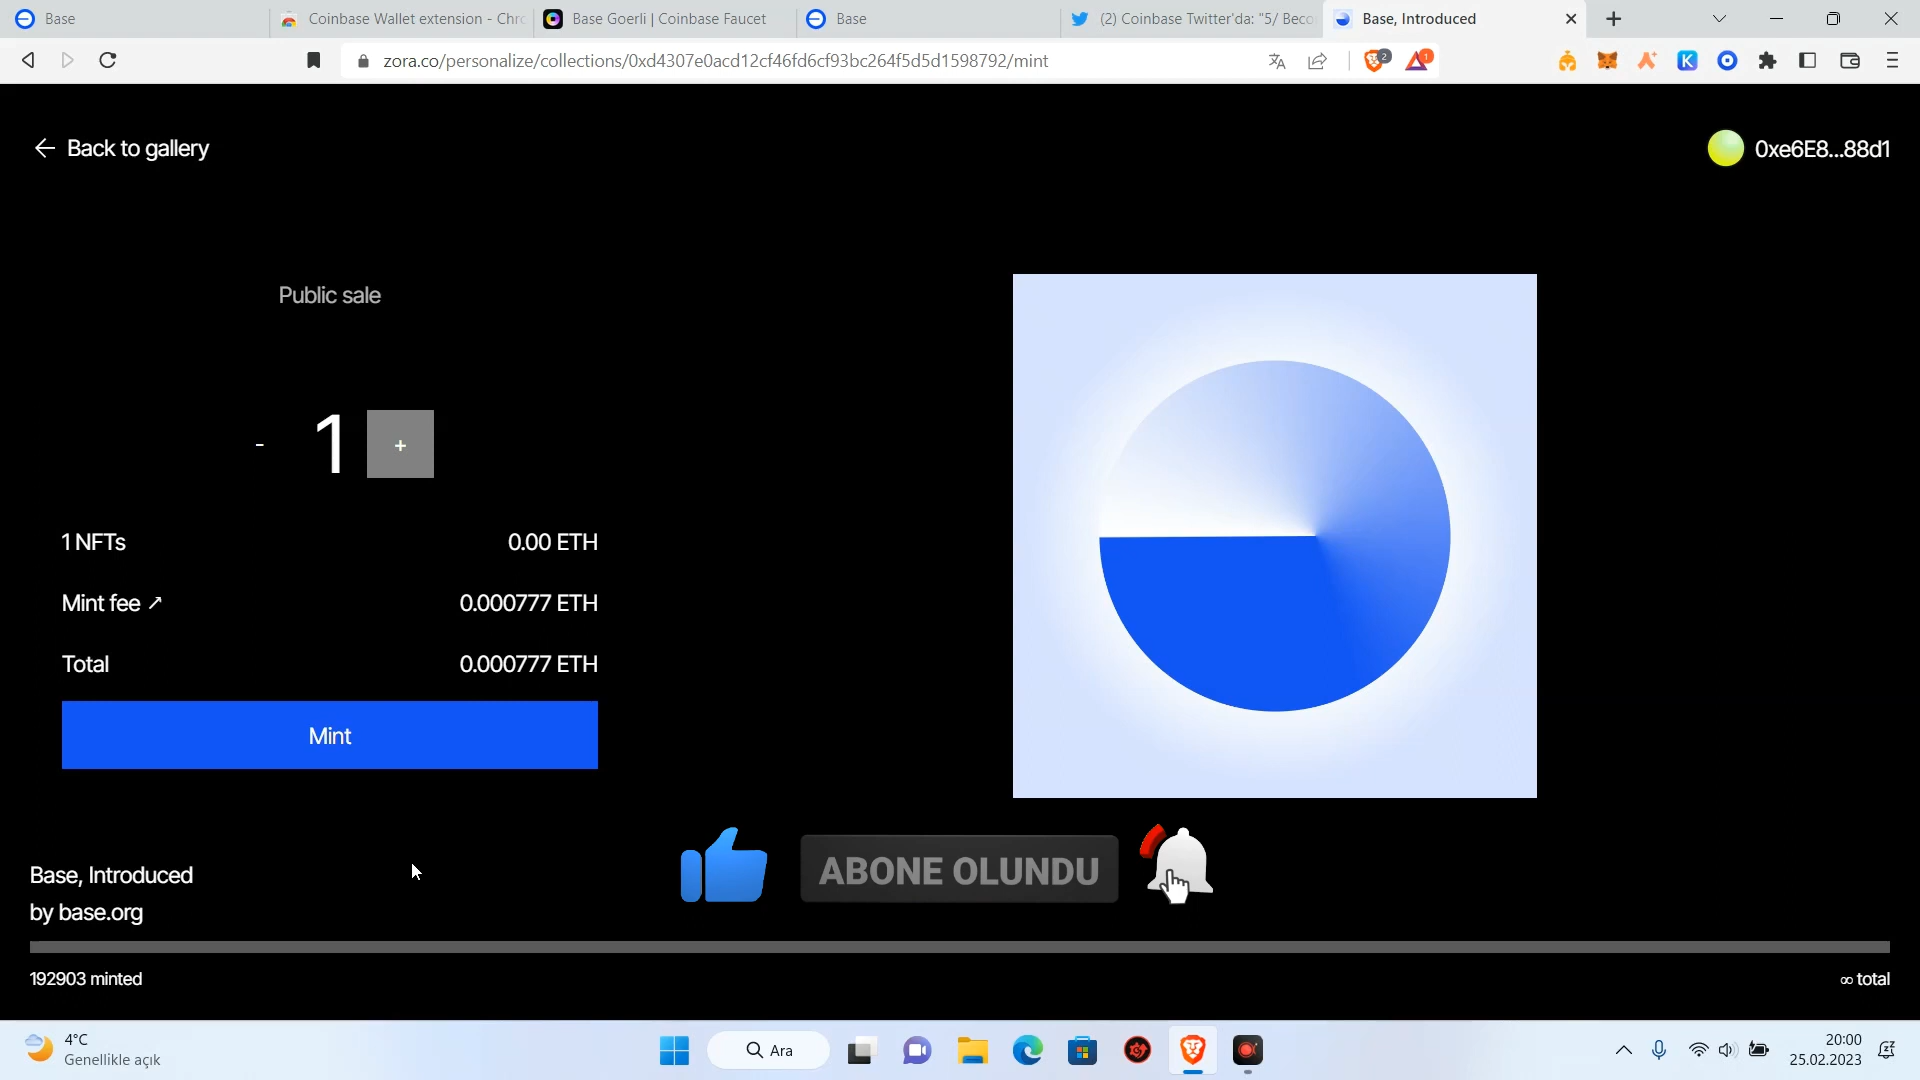 Base
Coinbase Wallet extension - Chr
Base Goerli | Coinbase Faucet
Base
(2) Coinbase Twitter'da: "5/ Beco
Base, Introduced
zora.co/personalize/collections/0xd4307e0acd12cf46fd6cf93bc264f5d5d1598792/mint
2
1
K
Back to gallery
0xe6E8...88d1
Public sale
- 1 +
1 NFTs 0.00 ETH
Mint fee ↗ 0.000777 ETH
Total 0.000777 ETH
Mint
ABONE OLUNDU
Base, Introduced
by base.org
192903 minted
∞ total
4°C
Genellikle açık
Ara
20:00
25.02.2023